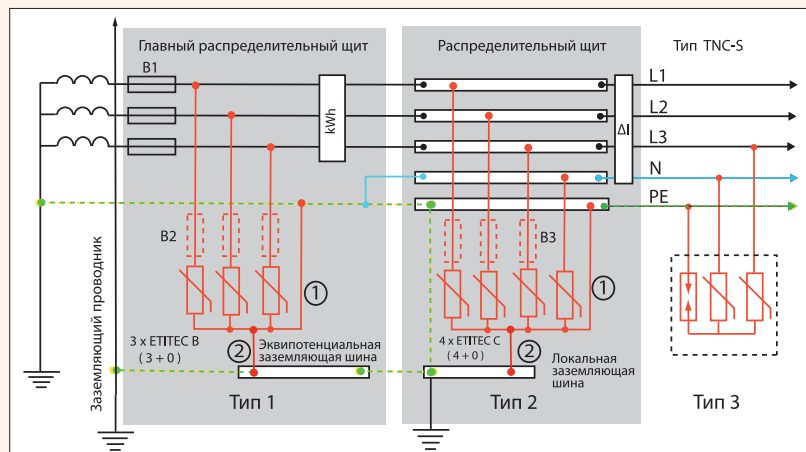 Главный распределительный щит
Распределительный щит
Тип TNC-S
B1
kWh
ΔI
L1
L2
L3
N
PE
B2
B3
1
1
3 x ETITEC B
( 3 + 0 )
2
Эквипотенциальная
заземляющая шина
4 x ETITEC C
( 4 + 0 )
2
Локальная
заземляющая
шина
Заземляющий проводник
Тип 1
Тип 2
Тип 3